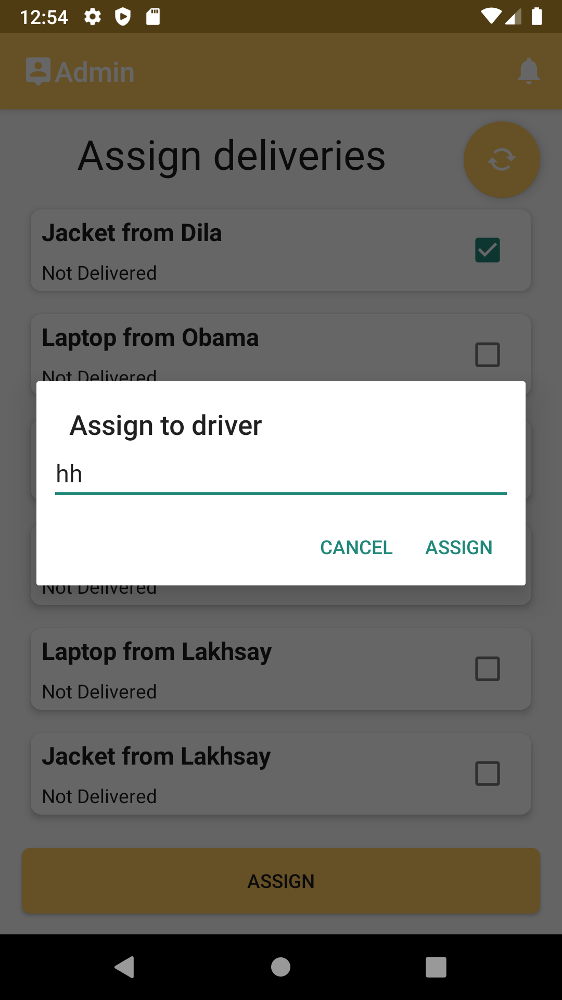 12:54
Admin
Assign deliveries
Jacket from Dila
Not Delivered
Laptop from Obama
Not Delivered
Assign to driver
hh
CANCEL ASSIGN
Not Delivered
Laptop from Lakhsay
Not Delivered
Jacket from Lakhsay
Not Delivered
ASSIGN